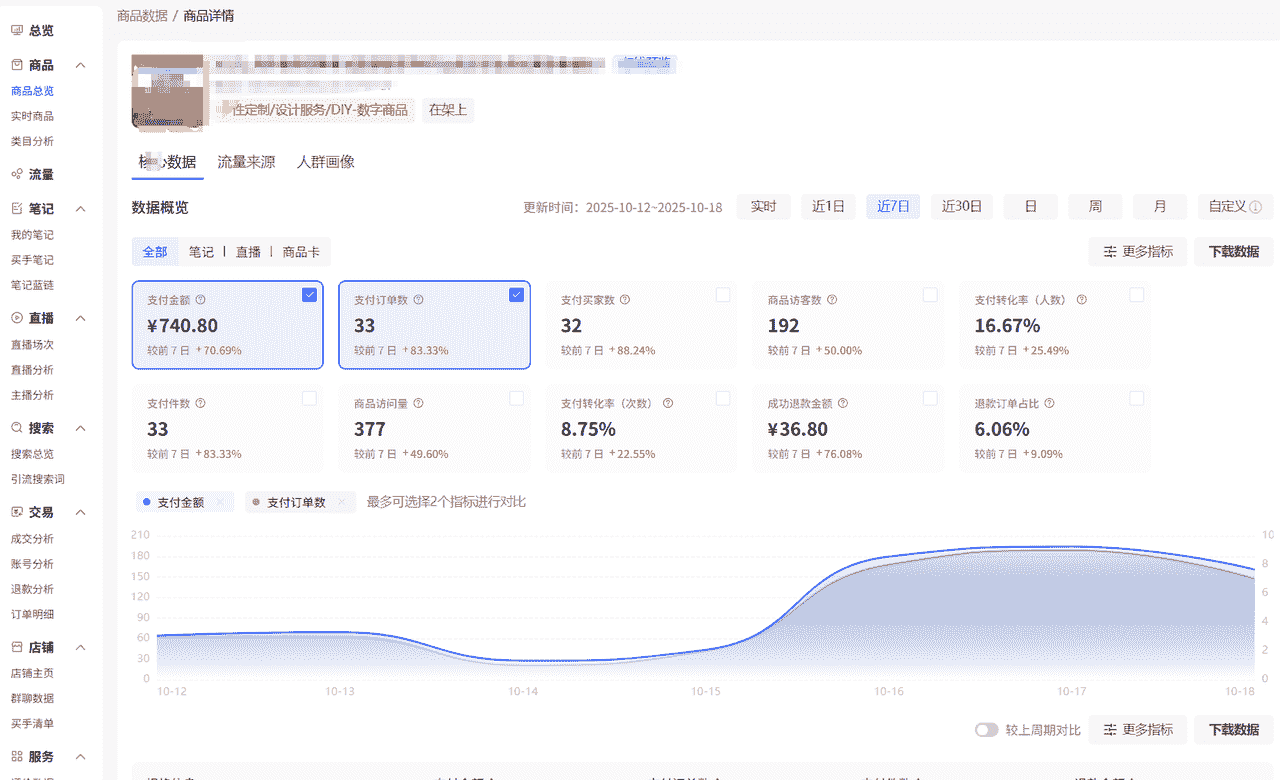 商品数据 / 商品详情
总览
商品
商品总览
实时商品
类目分析
流量
笔记
我的笔记
买手笔记
笔记蓝链
直播
直播场次
直播分析
主播分析
搜索
搜索总览
引流搜索词
交易
成交分析
账号分析
退款分析
订单明细
店铺
店铺主页
群聊数据
买手清单
服务
性定制/设计服务/DIY-数字商品 在架上
核心数据 流量来源 人群画像
数据概览 更新时间：2025-10-12~2025-10-18 实时 近1日 近7日 近30日 日 周 月 自定义
全部 笔记 | 直播 | 商品卡 更多指标 下载数据
支付金额 支付订单数 支付买家数 商品访客数 支付转化率（人数）
¥740.80 33 32 192 16.67%
较前 7 日 +70.69% 较前 7 日 +83.33% 较前 7 日 +88.24% 较前 7 日 +50.00% 较前 7 日 +25.49%
支付件数 商品访问量 支付转化率（次数） 成功退款金额 退款订单占比
33 377 8.75% ¥36.80 6.06%
较前 7 日 +83.33% 较前 7 日 +49.60% 较前 7 日 +22.55% 较前 7 日 +76.08% 较前 7 日 +9.09%
支付金额 × 支付订单数 × 最多可选择2个指标进行对比
210 10
180 8
150
120 6
90 4
60
30 2
0 0
10-12 10-13 10-14 10-15 10-16 10-17 10-18
较上周期对比 更多指标 下载数据